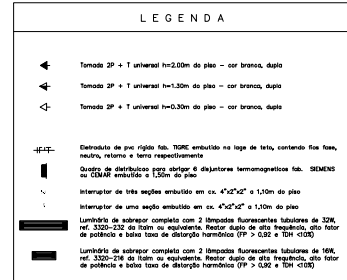 LEGENDA
Tomada 2P + T universal h=2.00m do piso - cor branca, dupla
Tomada 2P + T universal h=1.30m do piso - cor branca, dupla
Tomada 2P + T universal h=0.30m do piso - cor branca, dupla
Eletroduto de pvc rígido fab. TIGRE embutido na lage de teto, contendo fios fase,
neutro, retorno e terra respectivamente
Quadro de distribuicao para abrigar 6 disjuntores termomagneticos fab. SIEMENS
ou CEMAR embutido a 1,50m do piso
Interruptor de três seções embutido em cx. 4"x2"x2" a 1,10m do piso
Interruptor de uma seção embutido em cx. 4"x2"x2" a 1,10m do piso
Luminária de sobrepor completa com 2 lâmpadas fluorescentes tubulares de 32W,
ref. 3320-232 da Itaim ou equivalente. Reator duplo de alta frequência, alto fator
de potência e baixa taxa de distorção harmônica (FP > 0,92 e TDH <10%)
Luminária de sobrepor completa com 2 lâmpadas fluorescentes tubulares de 16W,
ref. 3320-216 da Itaim ou equivalente. Reator duplo de alta frequência, alto fator
de potência e baixa taxa de distorção harmônica (FP > 0,92 e TDH <10%)